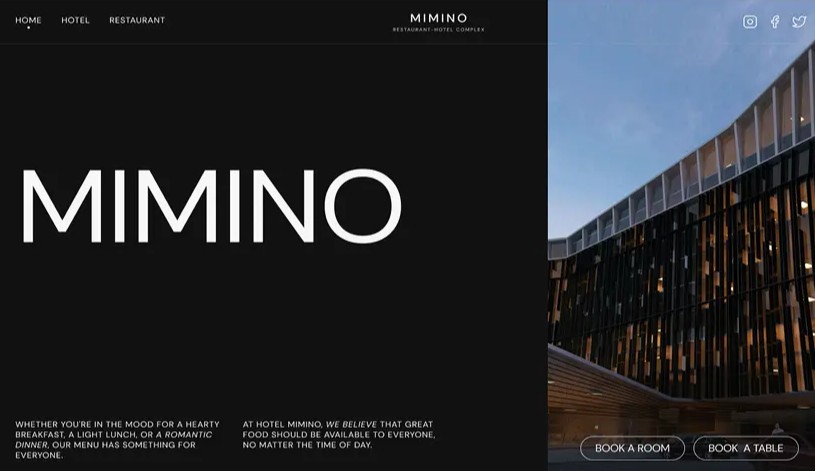 HOME HOTEL RESTAURANT
MIMINO
RESTAURANT-HOTEL COMPLEX
MIMINO
WHETHER YOU'RE IN THE MOOD FOR A HEARTY
BREAKFAST, A LIGHT LUNCH, OR A ROMANTIC
DINNER, OUR MENU HAS SOMETHING FOR
EVERYONE.
AT HOTEL MIMINO, WE BELIEVE THAT GREAT
FOOD SHOULD BE AVAILABLE TO EVERYONE,
NO MATTER THE TIME OF DAY.
BOOK A ROOM BOOK A TABLE